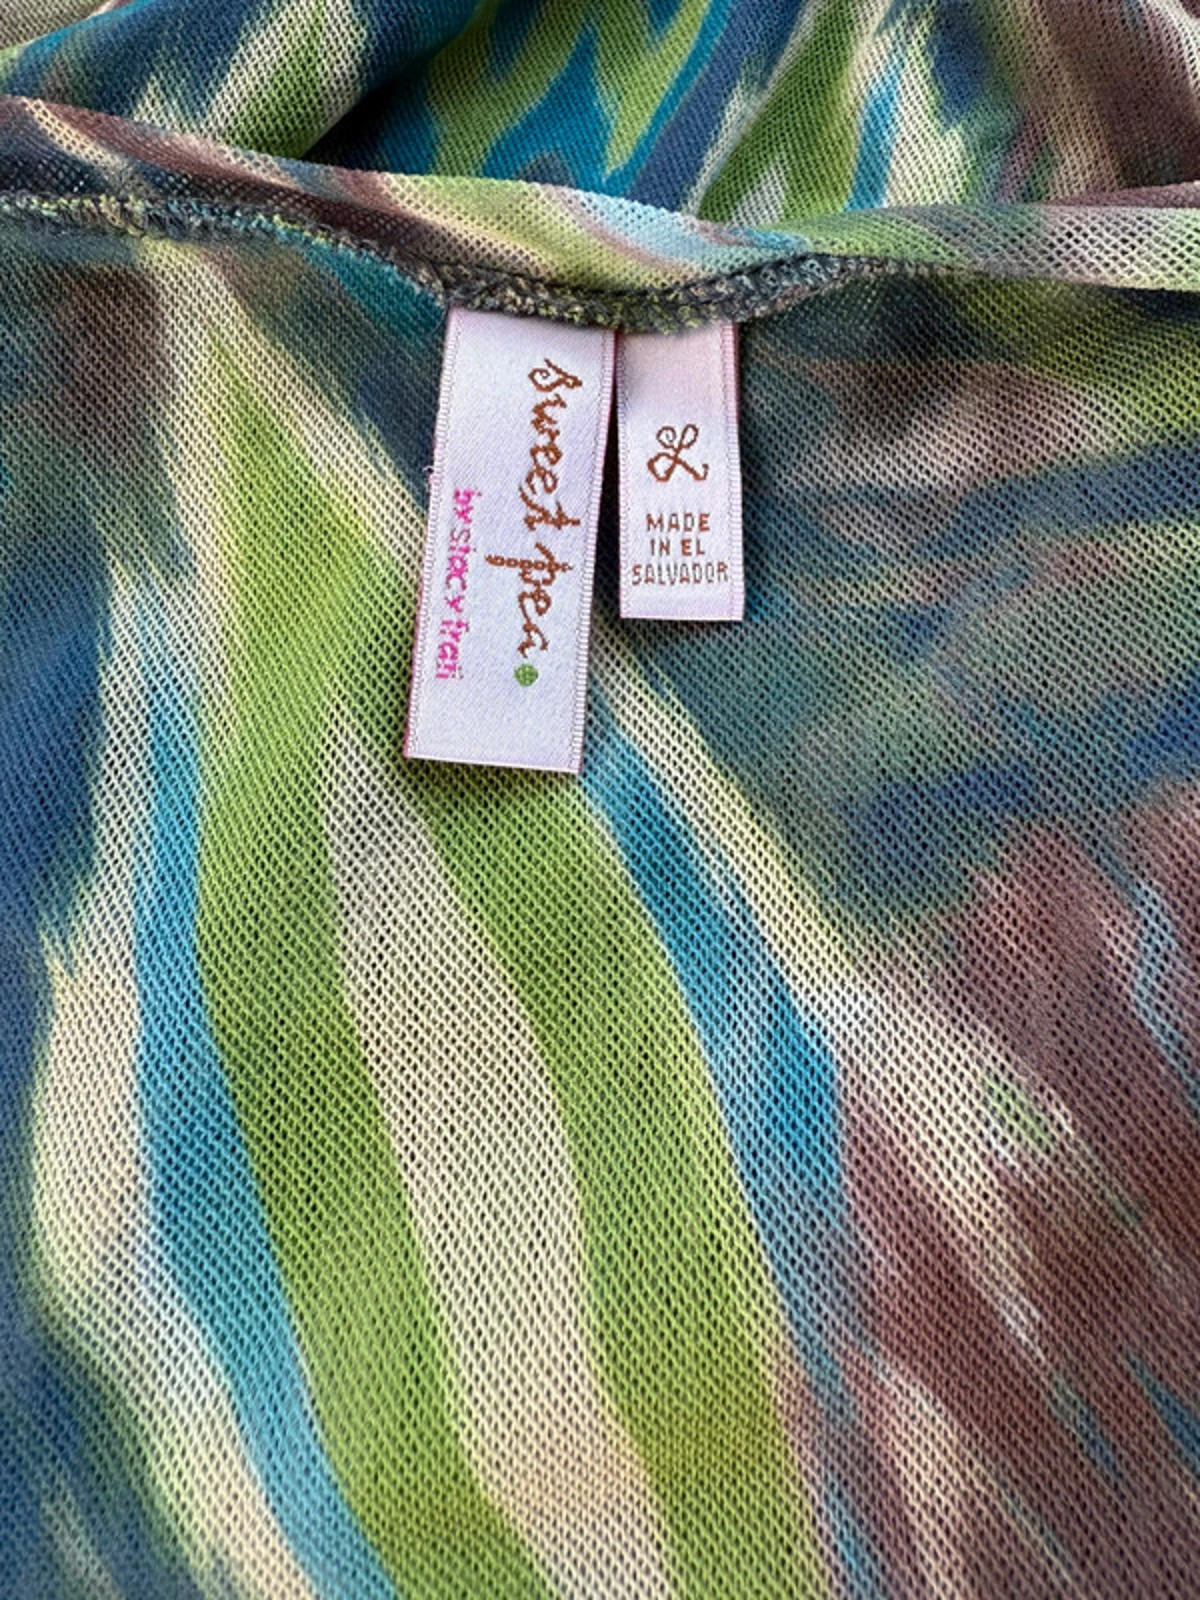 sweet pea
by stacy frati
MADE
IN EL
SALVADOR